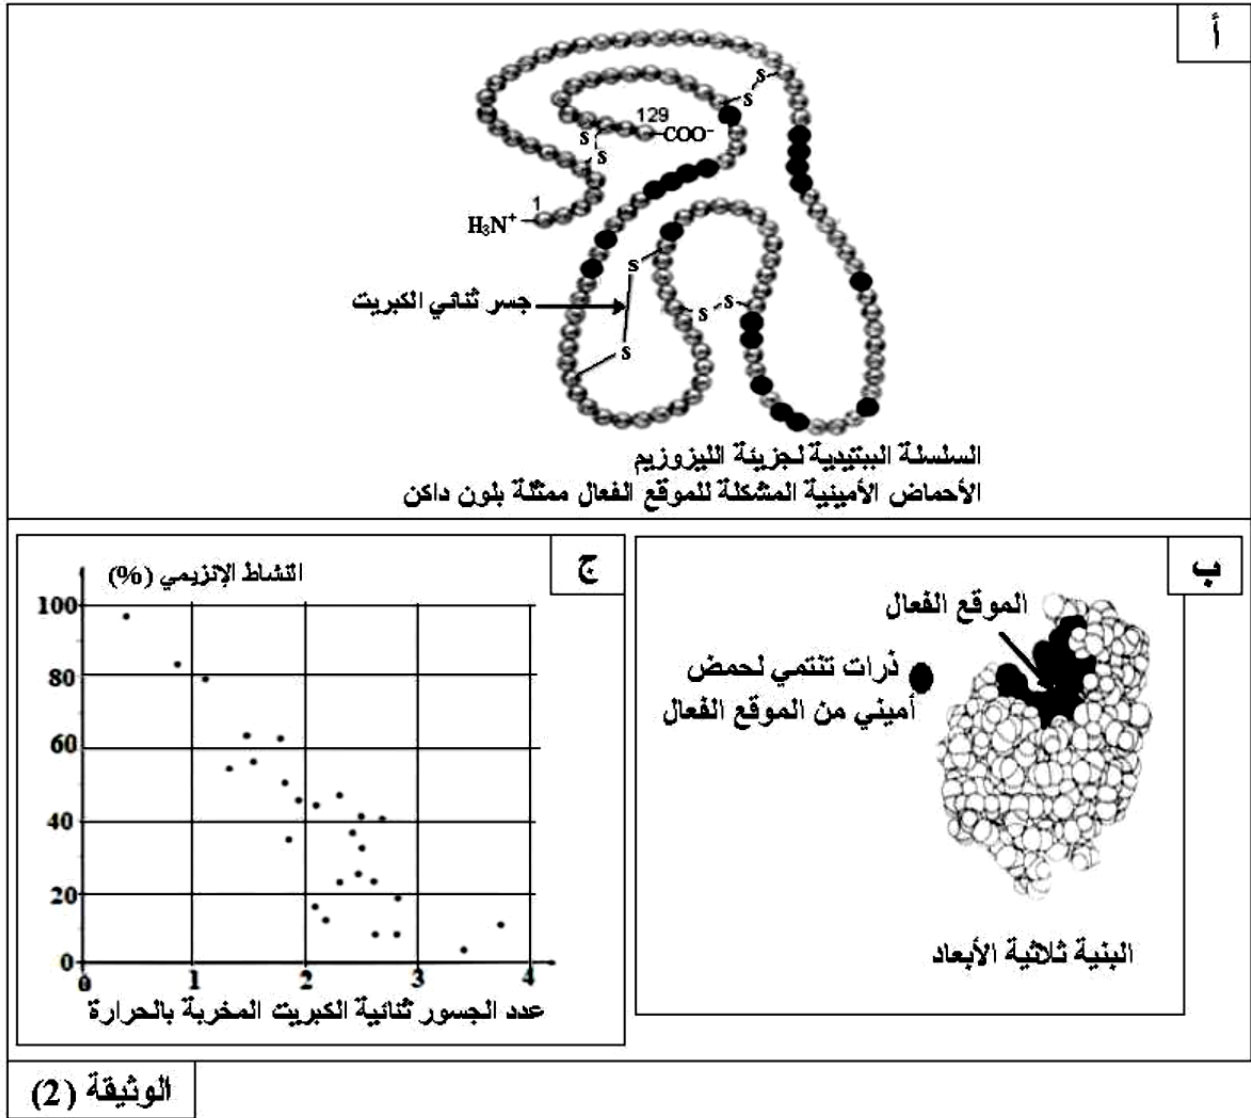 أ
S
S
129
COO⁻
S
S
1
H₃N⁺
S
S
S
S
جسر ثنائي الكبريت
السلسلة الببتيدية لجزيئة الليزوزيم
الأحماض الأمينية المشكلة للموقع الفعال ممثلة بلون داكن
ب
الموقع الفعال
ذرات تنتمي لحمض
أميني من الموقع الفعال
البنية ثلاثية الأبعاد
ج
النشاط الإنزيمي (%)
100
80
60
40
20
0
0 1 2 3 4
عدد الجسور ثنائية الكبريت المخربة بالحرارة
الوثيقة (2)